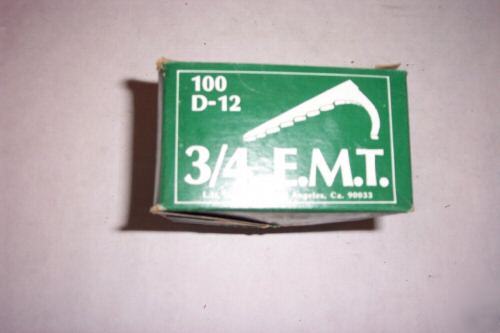 100
D-12
3/4 E.M.T.
Angeles, Ca. 90033